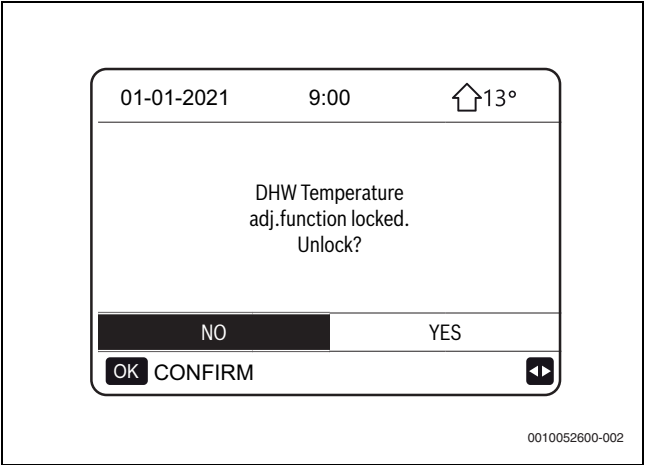 01-01-2021 9:00 13°
DHW Temperature
adj.function locked.
Unlock?
NO YES
OK CONFIRM
0010052600-002